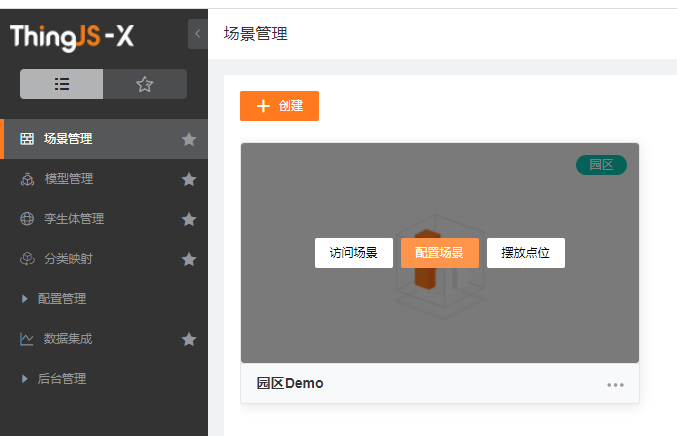 ThingJS-X
场景管理
场景管理
模型管理
孪生体管理
分类映射
配置管理
数据集成
后台管理
创建
园区
访问场景 配置场景 摆放点位
园区Demo